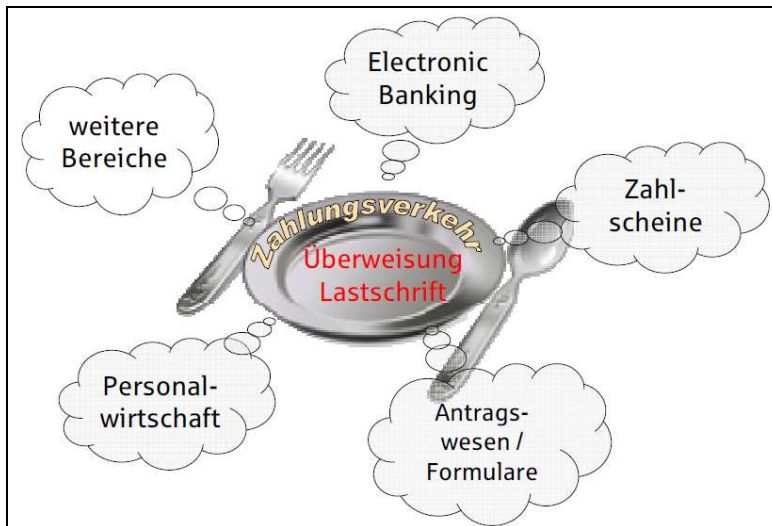 Electronic
Banking
weitere
Bereiche
Zahl-
scheine
Zahlungsverkehr
Überweisung
Lastschrift
Personal-
wirtschaft
Antrags-
wesen /
Formulare